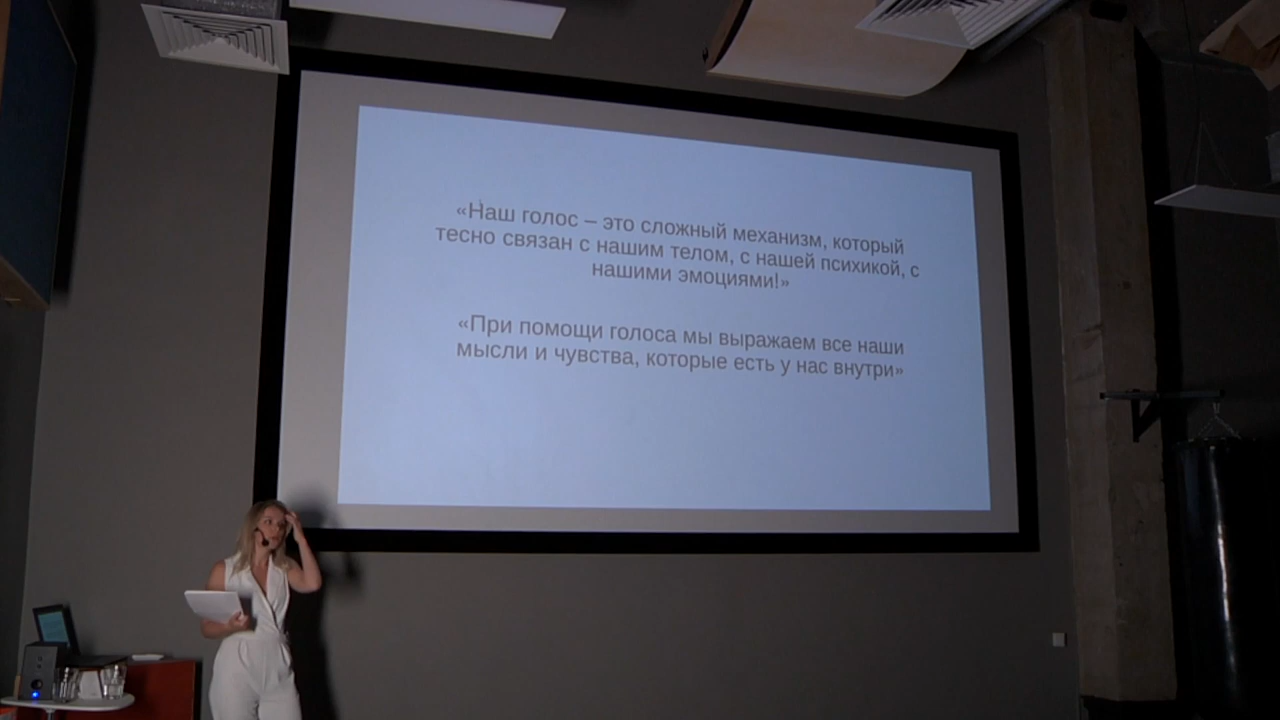 «Наш голос – это сложный механизм, который
тесно связан с нашим телом, с нашей психикой, с
нашими эмоциями!»
«При помощи голоса мы выражаем все наши
мысли и чувства, которые есть у нас внутри»